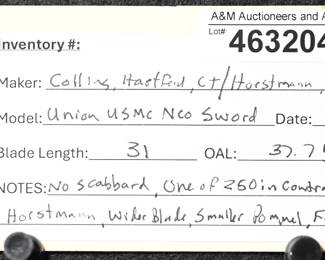 A&M Auctioneers and A
Lot# 463204
Inventory #:
Maker: Collins, Hartford, CT/Horstmann,
Model: Union USMC NCO Sword Date:
Blade Length: 31 OAL: 37.75
NOTES: No Scabbard, One of 250 in Contra
Horstmann, Wider Blade, Smaller Pommel, F